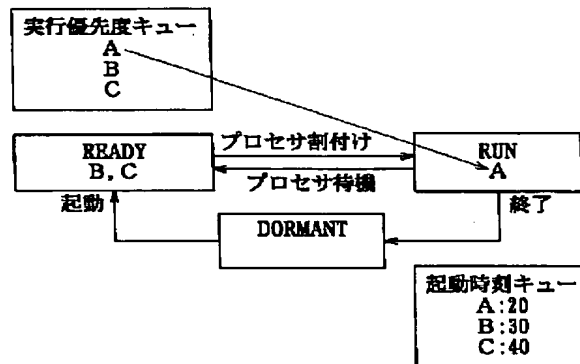 実行優先度キュー
A
B
C
プロセサ割付け
READY
B, C
RUN
A
プロセサ待機
起動
終了
DORMANT
起動時刻キュー
A:20
B:30
C:40